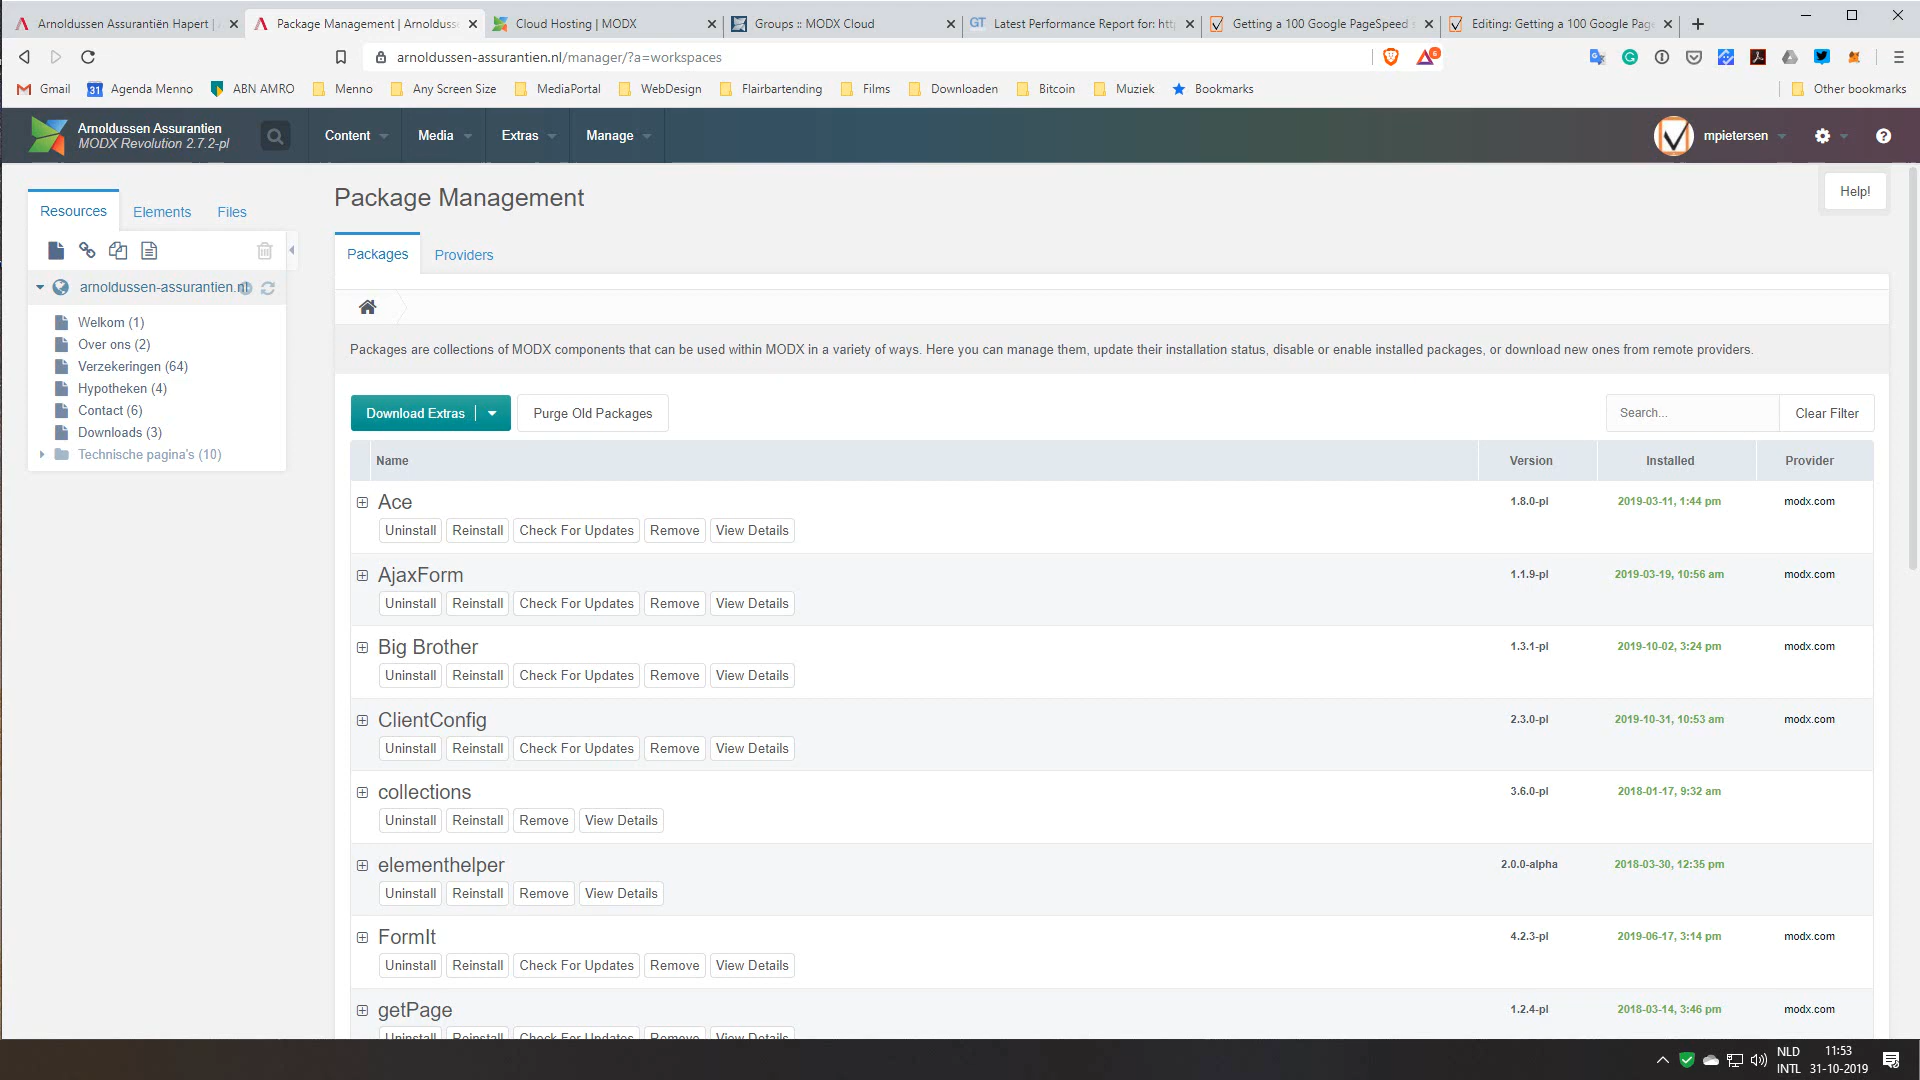 Arnoldussen Assurantiën Hapert |
Package Management | Arnolduss
Cloud Hosting | MODX
Groups :: MODX Cloud
GT Latest Performance Report for: htt
Getting a 100 Google PageSpeed s
Editing: Getting a 100 Google Page
arnoldussen-assurantien.nl/manager/?a=workspaces
6
Gmail
31 Agenda Menno
ABN AMRO
Menno
Any Screen Size
MediaPortal
WebDesign
Flairbartending
Films
Downloaden
Bitcoin
Muziek
Bookmarks
Other bookmarks
Arnoldussen Assurantien
MODX Revolution 2.7.2-pl
Content
Media
Extras
Manage
mpietersen
Resources
Elements
Files
arnoldussen-assurantien.nl
Welkom (1)
Over ons (2)
Verzekeringen (64)
Hypotheken (4)
Contact (6)
Downloads (3)
Technische pagina's (10)
Package Management
Help!
Packages
Providers
Packages are collections of MODX components that can be used within MODX in a variety of ways. Here you can manage them, update their installation status, disable or enable installed packages, or download new ones from remote providers.
Download Extras
Purge Old Packages
Search...
Clear Filter
Name Version Installed Provider
Ace 1.8.0-pl 2019-03-11, 1:44 pm modx.com
Uninstall Reinstall Check For Updates Remove View Details
AjaxForm 1.1.9-pl 2019-03-19, 10:56 am modx.com
Uninstall Reinstall Check For Updates Remove View Details
Big Brother 1.3.1-pl 2019-10-02, 3:24 pm modx.com
Uninstall Reinstall Check For Updates Remove View Details
ClientConfig 2.3.0-pl 2019-10-31, 10:53 am modx.com
Uninstall Reinstall Check For Updates Remove View Details
collections 3.6.0-pl 2018-01-17, 9:32 am
Uninstall Reinstall Remove View Details
elementhelper 2.0.0-alpha 2018-03-30, 12:35 pm
Uninstall Reinstall Remove View Details
FormIt 4.2.3-pl 2019-06-17, 3:14 pm modx.com
Uninstall Reinstall Check For Updates Remove View Details
getPage 1.2.4-pl 2018-03-14, 3:46 pm modx.com
Uninstall Reinstall Check For Updates Remove View Details
NLD 11:53
INTL 31-10-2019